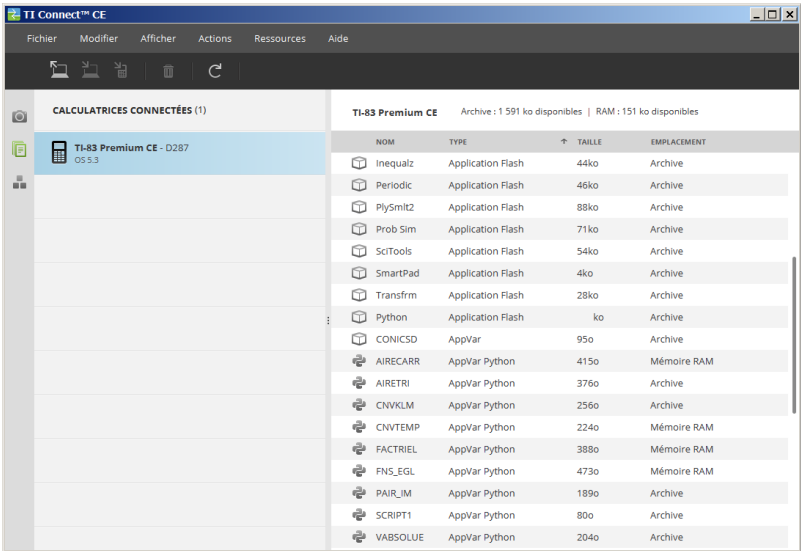 TI Connect™ CE
Fichier Modifier Afficher Actions Ressources Aide
CALCULATRICES CONNECTÉES (1)
TI-83 Premium CE - D287
OS 5.3
TI-83 Premium CE Archive : 1 591 ko disponibles | RAM : 151 ko disponibles
NOM TYPE TAILLE EMPLACEMENT
Inequalz Application Flash 44ko Archive
Periodic Application Flash 46ko Archive
PlySmlt2 Application Flash 88ko Archive
Prob Sim Application Flash 71ko Archive
SciTools Application Flash 54ko Archive
SmartPad Application Flash 4ko Archive
Transfrm Application Flash 28ko Archive
Python Application Flash ko Archive
CONICSD AppVar 95o Archive
AIRECARR AppVar Python 415o Mémoire RAM
AIRETRI AppVar Python 376o Archive
CNVKLM AppVar Python 256o Archive
CNVTEMP AppVar Python 224o Mémoire RAM
FACTRIEL AppVar Python 388o Mémoire RAM
FNS_EGL AppVar Python 473o Mémoire RAM
PAIR_IM AppVar Python 189o Archive
SCRIPT1 AppVar Python 80o Archive
VABSOLUE AppVar Python 204o Archive